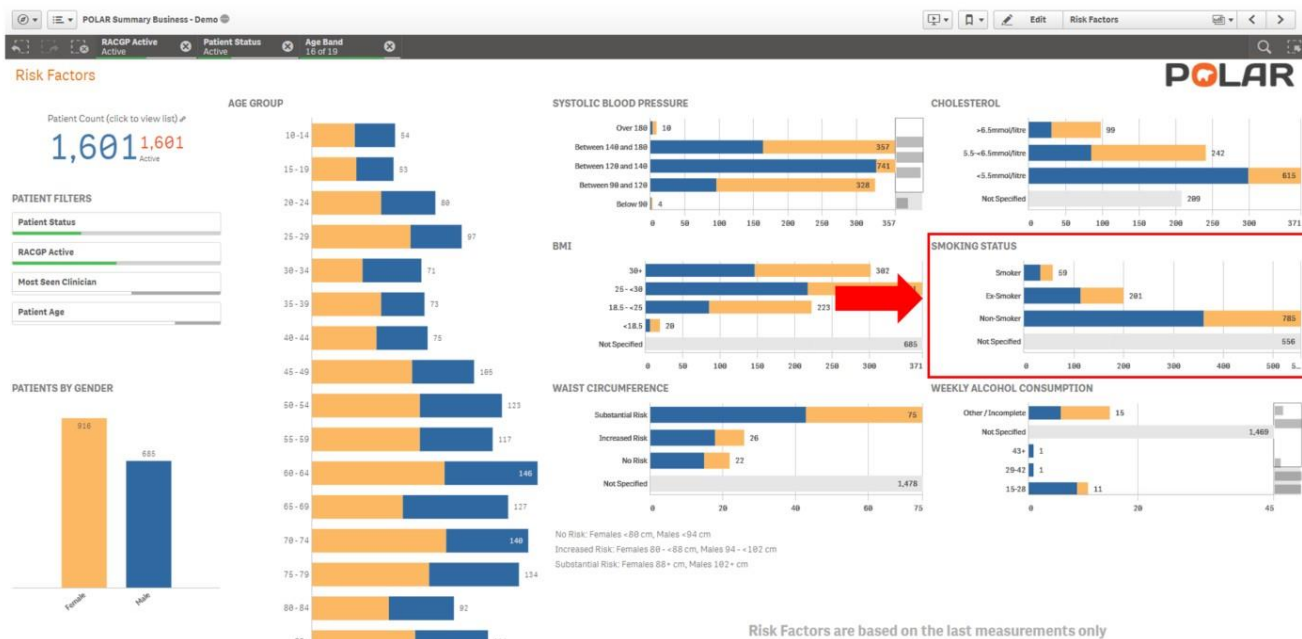 POLAR Summary Business - Demo
Edit
Risk Factors
RACGP Active
Active
Patient Status
Active
Age Band
16 of 19
Risk Factors
POLAR
Patient Count (click to view list)
1,601
1,601
Active
PATIENT FILTERS
Patient Status
RACGP Active
Most Seen Clinician
Patient Age
PATIENTS BY GENDER
916
685
Female
Male
AGE GROUP
10-14
54
15-19
53
20-24
80
25-29
97
30-34
71
35-39
73
40-44
75
45-49
105
50-54
123
55-59
117
60-64
146
65-69
127
70-74
140
75-79
134
80-84
92
SYSTOLIC BLOOD PRESSURE
Over 180
10
Between 140 and 180
357
Between 120 and 140
741
Between 90 and 120
328
Below 90
4
0 50 100 150 200 250 300 357
BMI
30+
302
25 - <30
18.5 - <25
223
<18.5
20
Not Specified
685
0 50 100 150 200 250 300 371
WAIST CIRCUMFERENCE
Substantial Risk
75
Increased Risk
26
No Risk
22
Not Specified
1,478
0 20 40 60 75
No Risk: Females <80 cm, Males <94 cm
Increased Risk: Females 80 - <88 cm, Males 94 - <102 cm
Substantial Risk: Females 88+ cm, Males 102+ cm
CHOLESTEROL
>6.5mmol/litre
99
5.5-<6.5mmol/litre
242
<5.5mmol/litre
615
Not Specified
209
0 50 100 150 200 250 300 371
SMOKING STATUS
Smoker
59
Ex-Smoker
201
Non-Smoker
785
Not Specified
556
0 100 200 300 400 500 5...
WEEKLY ALCOHOL CONSUMPTION
Other / Incomplete
15
Not Specified
1,469
43+
1
29-42
1
15-28
11
0 20 45
Risk Factors are based on the last measurements only